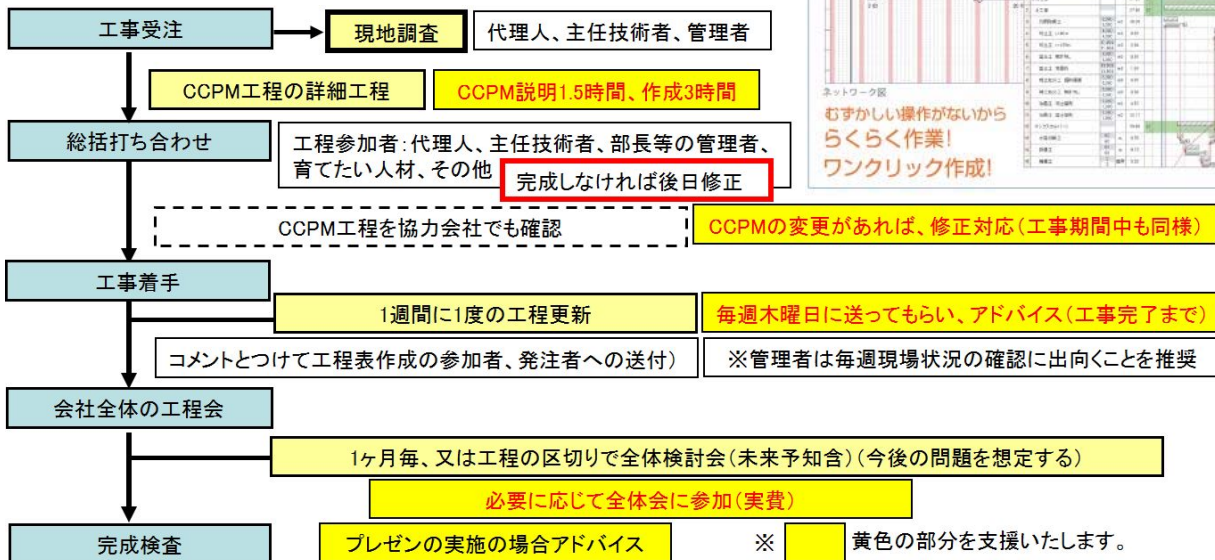 工事受注
現地調査
代理人、主任技術者、管理者
CCPM工程の詳細工程
CCPM説明1.5時間、作成3時間
ネットワーク図
むずかしい操作がないから
らくらく作業!
ワンクリック作成!
総括打ち合わせ
工程参加者:代理人、主任技術者、部長等の管理者、
育てたい人材、その他
完成しなければ後日修正
CCPM工程を協力会社でも確認
CCPMの変更があれば、修正対応(工事期間中も同様)
工事着手
1週間に1度の工程更新
毎週木曜日に送ってもらい、アドバイス(工事完了まで)
コメントとつけて工程表作成の参加者、発注者への送付)
※管理者は毎週現場状況の確認に出向くことを推奨
会社全体の工程会
1ヶ月毎、又は工程の区切りで全体検討会(未来予知含)(今後の問題を想定する)
必要に応じて全体会に参加(実費)
完成検査
プレゼンの実施の場合アドバイス
※ 黄色の部分を支援いたします。